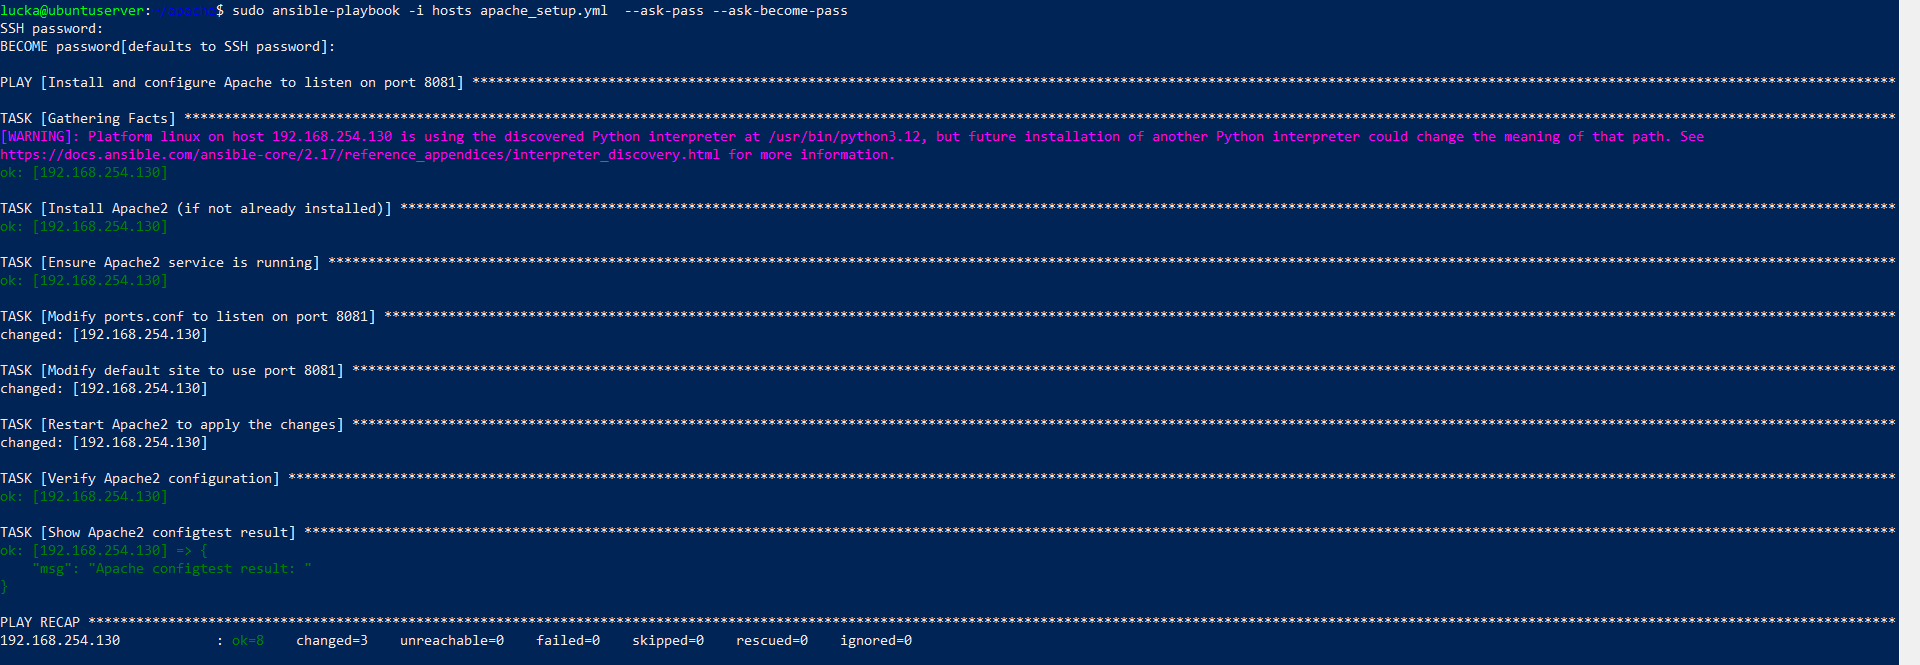 lucka@ubuntuserver:~/apache$ sudo ansible-playbook -i hosts apache_setup.yml  --ask-pass --ask-become-pass
SSH password:
BECOME password[defaults to SSH password]:
PLAY [Install and configure Apache to listen on port 8081] ***
TASK [Gathering Facts] ***
[WARNING]: Platform linux on host 192.168.254.130 is using the discovered Python interpreter at /usr/bin/python3.12, but future installation of another Python interpreter could change the meaning of that path. See
https://docs.ansible.com/ansible-core/2.17/reference_appendices/interpreter_discovery.html for more information.
ok: [192.168.254.130]
TASK [Install Apache2 (if not already installed)] ***
ok: [192.168.254.130]
TASK [Ensure Apache2 service is running] ***
ok: [192.168.254.130]
TASK [Modify ports.conf to listen on port 8081] ***
changed: [192.168.254.130]
TASK [Modify default site to use port 8081] ***
changed: [192.168.254.130]
TASK [Restart Apache2 to apply the changes] ***
changed: [192.168.254.130]
TASK [Verify Apache2 configuration] ***
ok: [192.168.254.130]
TASK [Show Apache2 configtest result] ***
ok: [192.168.254.130] => {
    "msg": "Apache configtest result: "
}
PLAY RECAP ***
192.168.254.130            : ok=8    changed=3    unreachable=0    failed=0    skipped=0    rescued=0    ignored=0